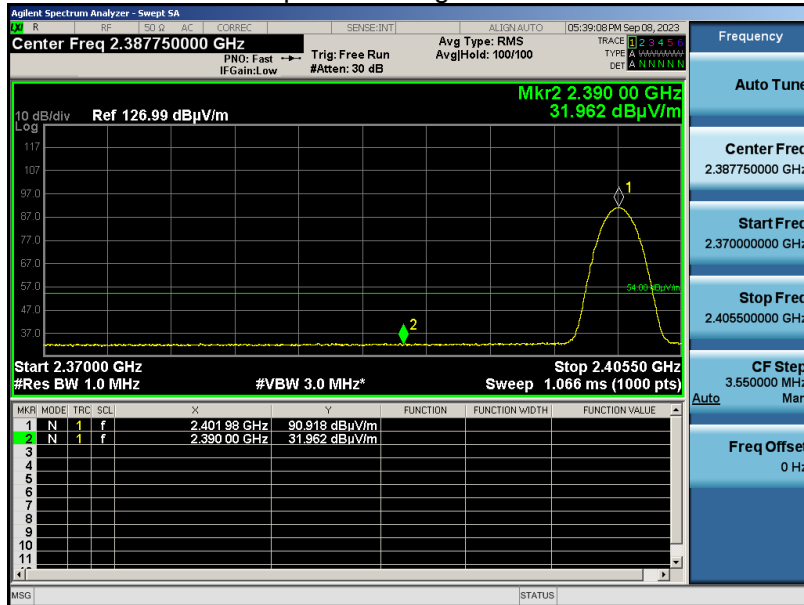 Agilent Spectrum Analyzer - Swept SA
LXI R RF 50 Ω AC CORREC SENSE:INT ALIGN AUTO 05:39:08 PM Sep 08, 2023
Center Freq 2.387750000 GHz Avg Type: RMS TRACE 1 2 3 4 5 6
PNO: Fast Trig: Free Run Avg|Hold: 100/100 TYPE A WWWWW
IFGain:Low #Atten: 30 dB DET A N N N N N
Mkr2 2.390 00 GHz
10 dB/div Ref 126.99 dBµV/m 31.962 dBµV/m
Log
117
107
97.0
1
87.0
77.0
67.0
57.0
54.00 dBµV/m
47.0
2
37.0
Start 2.37000 GHz Stop 2.40550 GHz
#Res BW 1.0 MHz #VBW 3.0 MHz* Sweep 1.066 ms (1000 pts)
MKR MODE TRC SCL X Y FUNCTION FUNCTION WIDTH FUNCTION VALUE
1 N 1 f 2.401 98 GHz 90.918 dBµV/m
2 N 1 f 2.390 00 GHz 31.962 dBµV/m
3
4
5
6
7
8
9
10
11
MSG STATUS
Frequency
Auto Tune
Center Freq
2.387750000 GHz
Start Freq
2.370000000 GHz
Stop Freq
2.405500000 GHz
CF Step
3.550000 MHz
Auto Man
Freq Offset
0 Hz